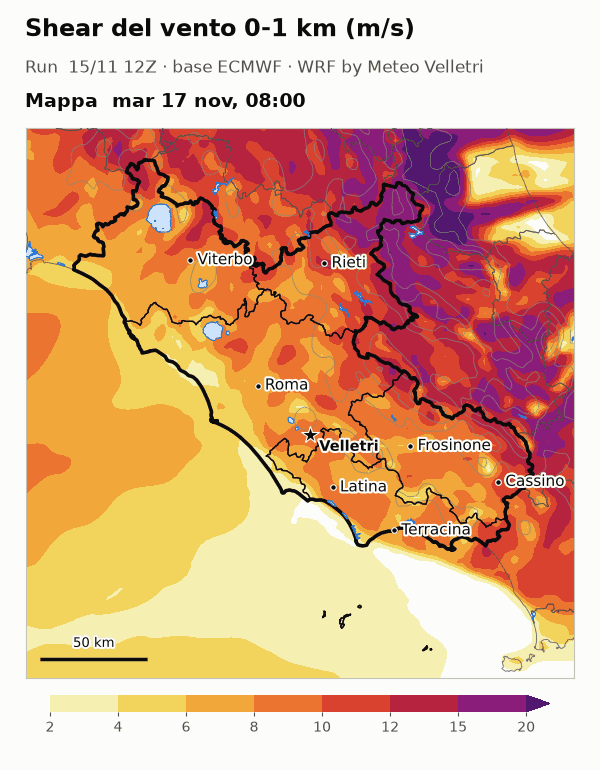 Shear del vento 0-1 km (m/s)
Run  15/11 12Z · base ECMWF · WRF by Meteo Velletri
Mappa  mar 17 nov, 08:00
Viterbo
Rieti
Roma
Velletri
Frosinone
Cassino
Latina
Terracina
50 km
2 4 6 8 10 12 15 20